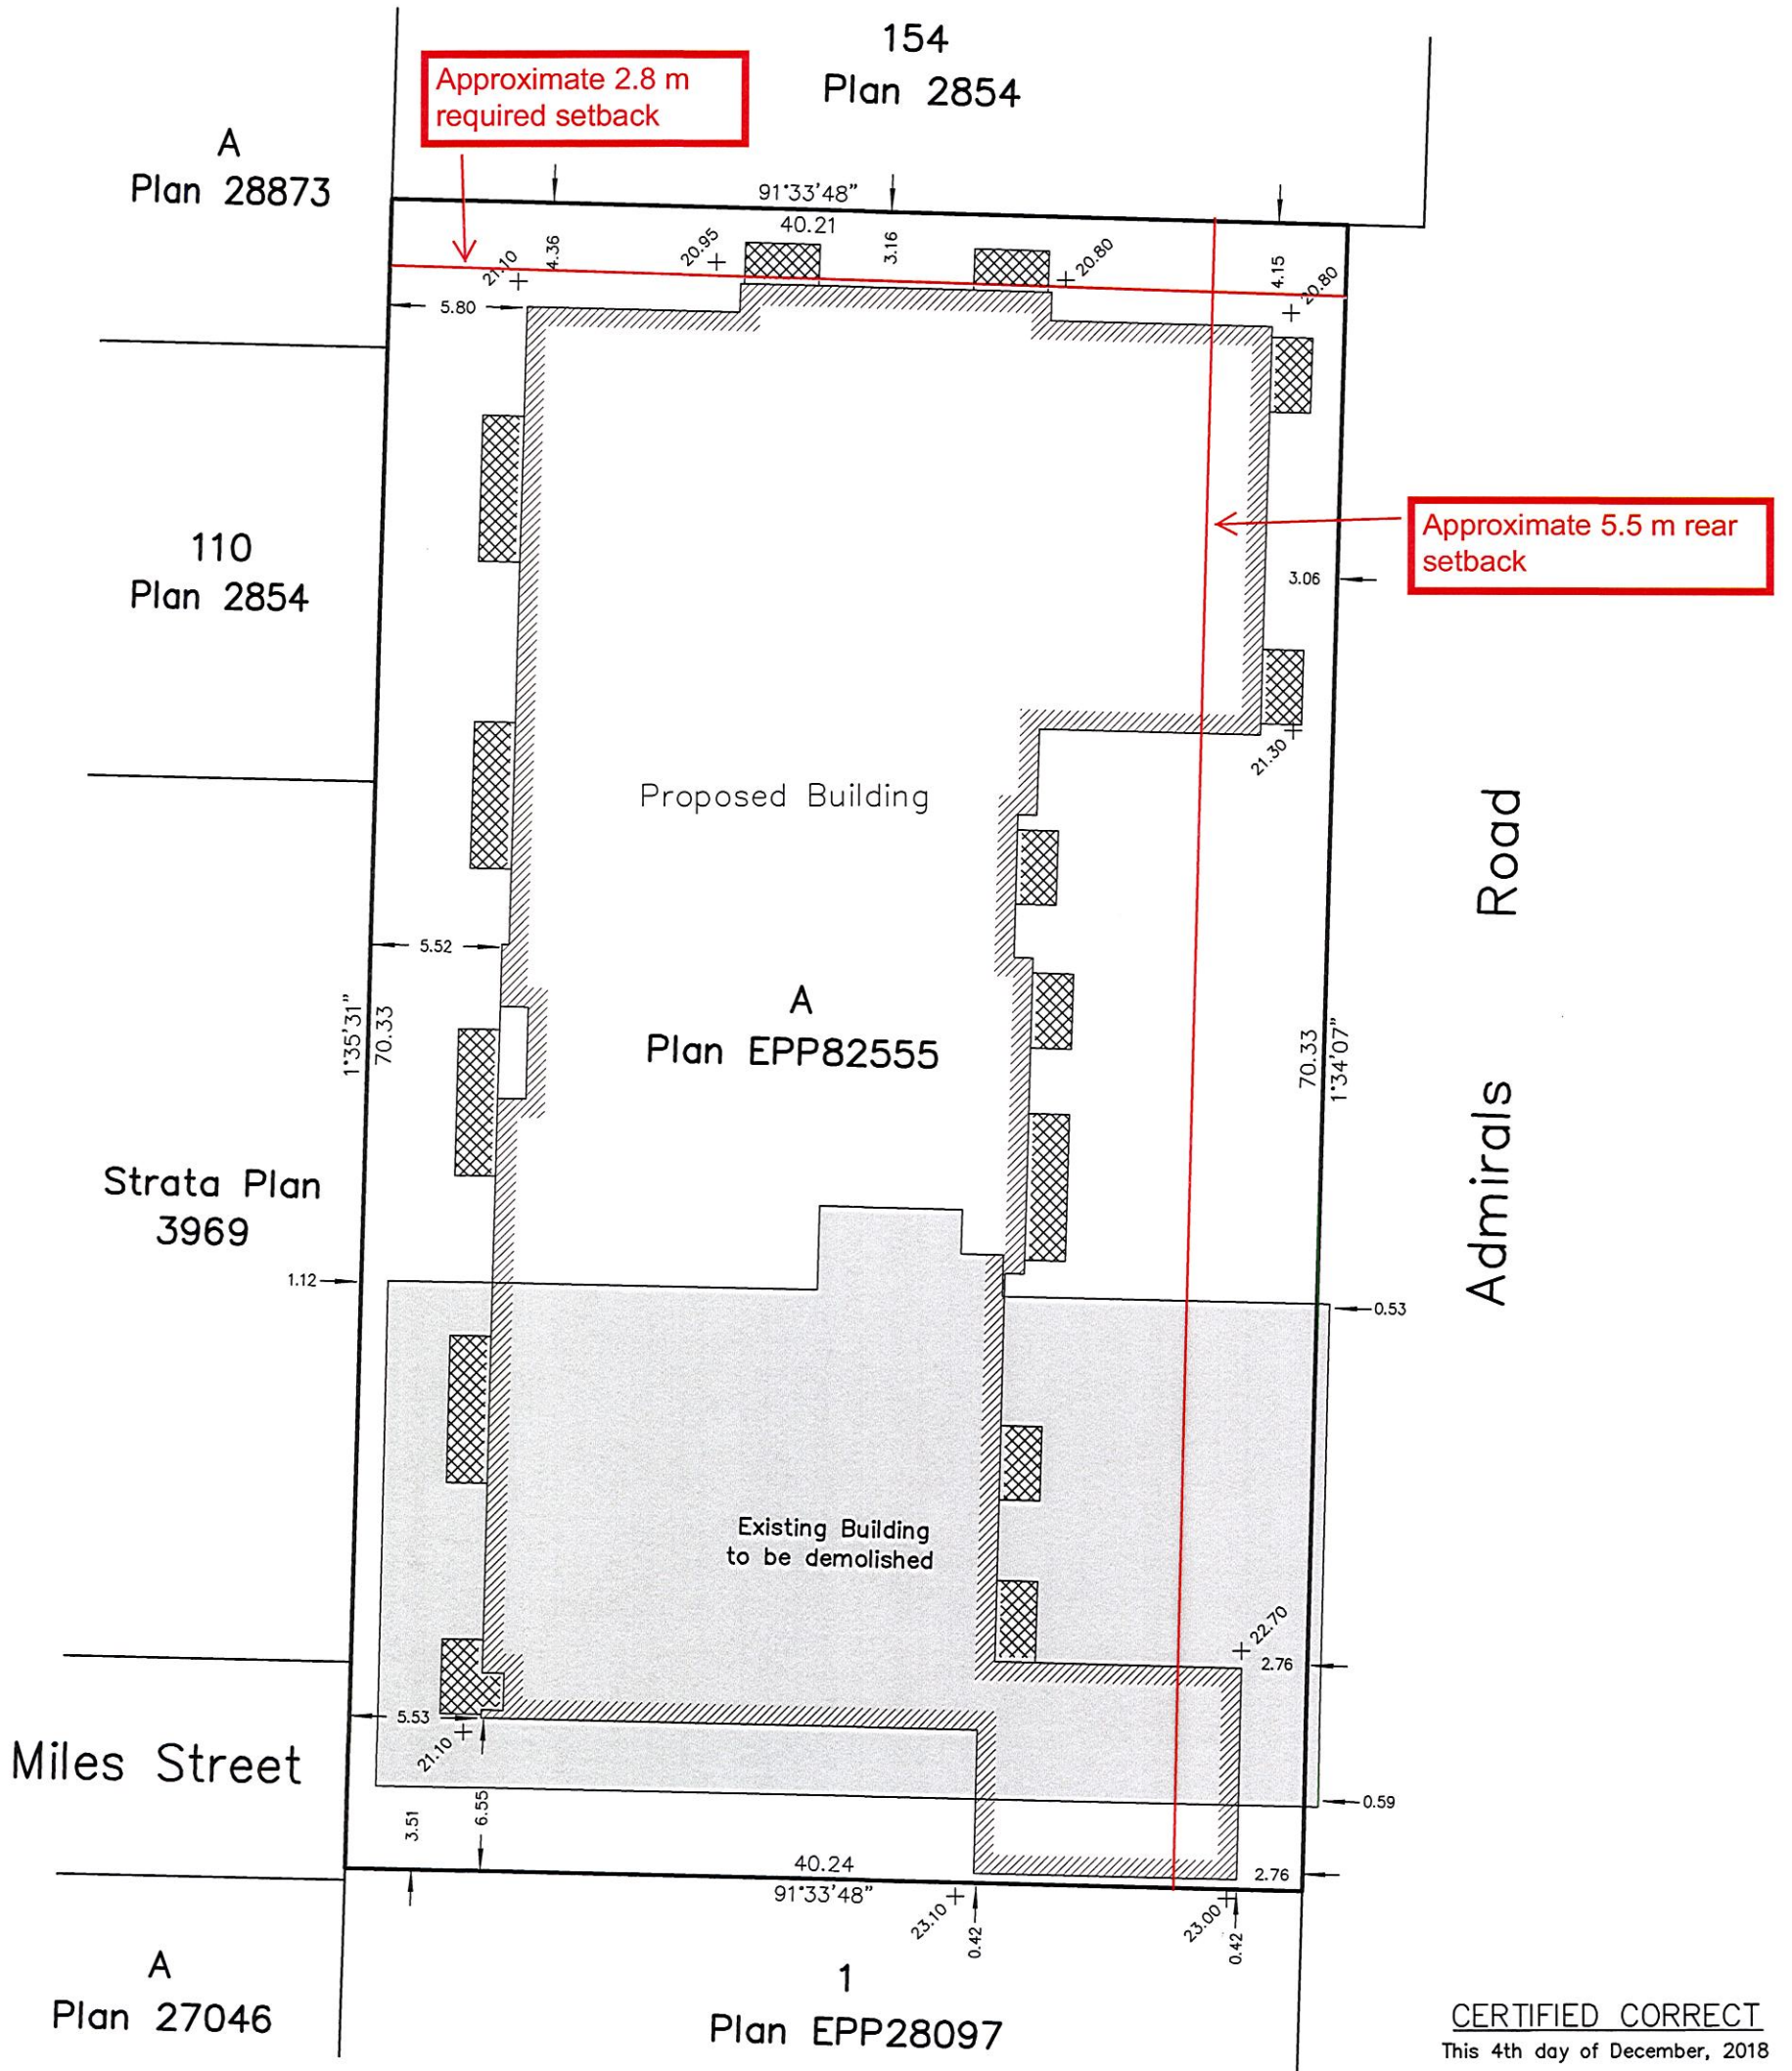 154
Plan 2854
Approximate 2.8 m
required setback
A
Plan 28873
91°33'48"
40.21
4.36
20.95
3.16
20.80
4.15
20.80
21.10
5.80
110
Plan 2854
Approximate 5.5 m rear
setback
3.06
21.30
Proposed Building
Admirals Road
5.52
A
Plan EPP82555
1°35'31"
70.33
70.33
1°34'07"
Strata Plan
3969
1.12
0.53
Existing Building
to be demolished
22.70
2.76
5.53
21.10
Miles Street
0.59
3.51
6.55
40.24
91°33'48"
2.76
23.10
0.42
23.00
0.42
A
Plan 27046
1
Plan EPP28097
CERTIFIED CORRECT
This 4th day of December, 2018